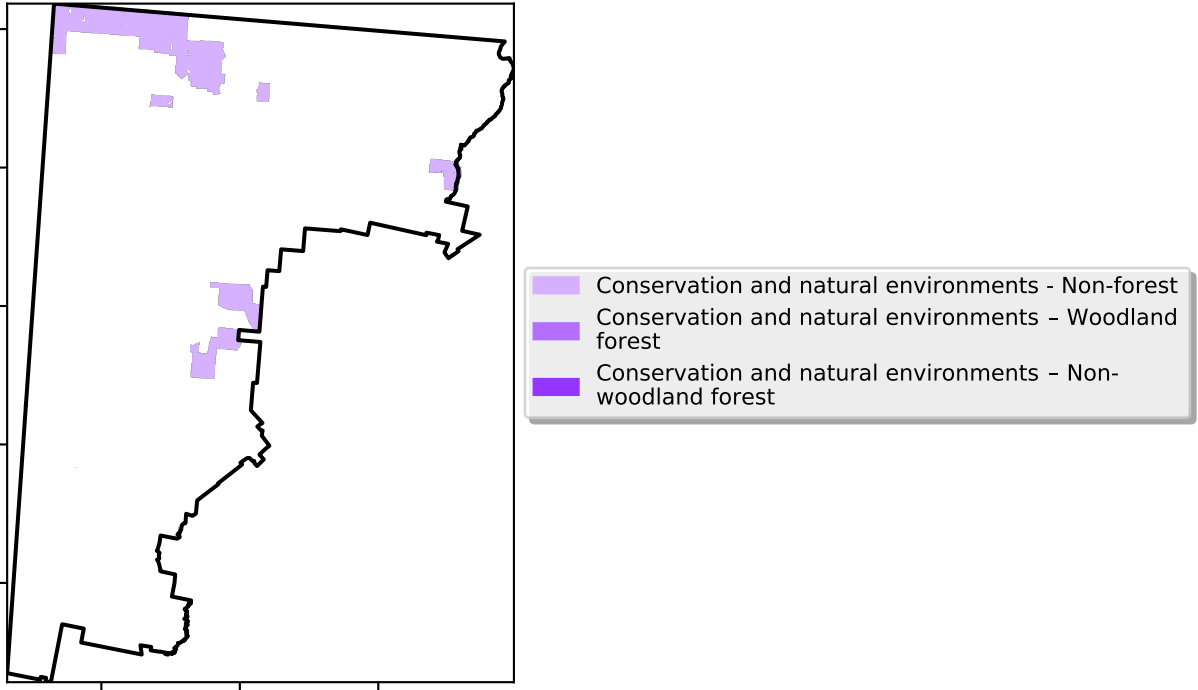 Conservation and natural environments - Non-forest
Conservation and natural environments – Woodland
forest
Conservation and natural environments – Non-
woodland forest